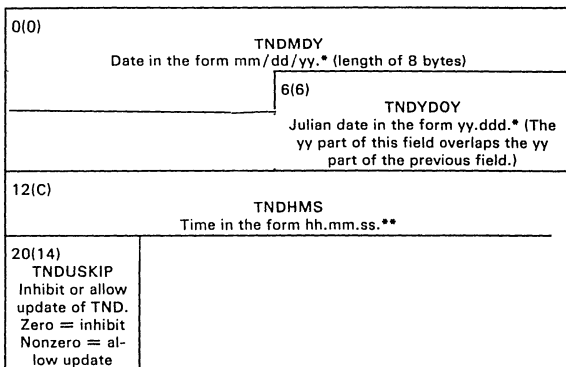 0(0)
TNDMDY
Date in the form mm/dd/yy.* (length of 8 bytes)
6(6)
TNDYDOY
Julian date in the form yy.ddd.* (The
yy part of this field overlaps the yy
part of the previous field.)
12(C)
TNDHMS
Time in the form hh.mm.ss.**
20(14)
TNDUSKIP
Inhibit or allow
update of TND.
Zero = inhibit
Nonzero = al-
low update